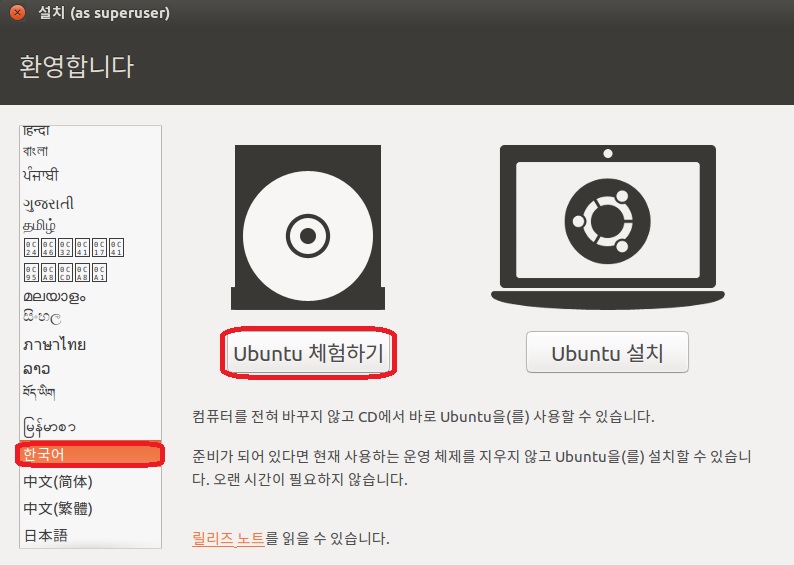 설치 (as superuser)
환영합니다
हिन्दी
বাংলা
ਪੰਜਾਬੀ
ગુજરાતી
தமிழ்
മലയാളം
සිංහල
ภาษาไทย
ລາວ
བོད་ཡིག
မြန်မာစာ
한국어
中文(简体)
中文(繁體)
日本語
Ubuntu 체험하기
Ubuntu 설치
컴퓨터를 전혀 바꾸지 않고 CD에서 바로 Ubuntu을(를) 사용할 수 있습니다.
준비가 되어 있다면 현재 사용하는 운영 체제를 지우지 않고 Ubuntu을(를) 설치할 수 있습니
다. 오랜 시간이 필요하지 않습니다.
릴리즈 노트를 읽을 수 있습니다.